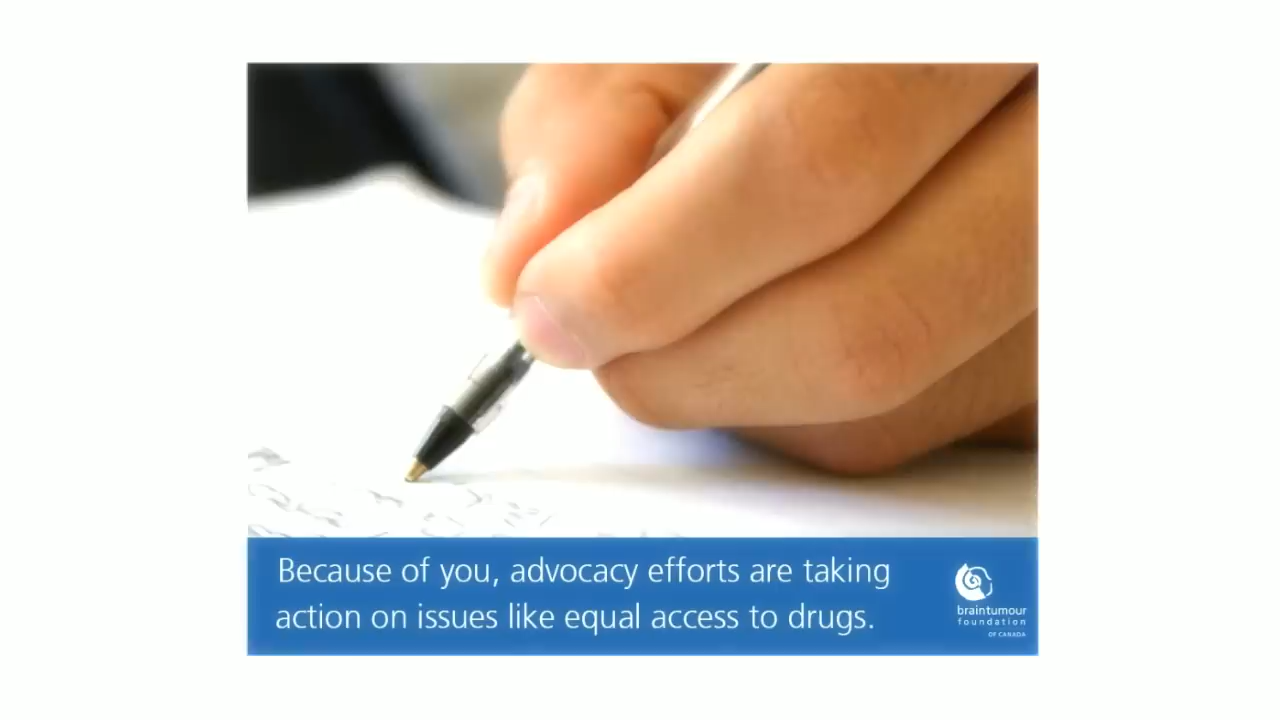 Because of you, advocacy efforts are taking
action on issues like equal access to drugs.
braintumour
foundation
OF CANADA